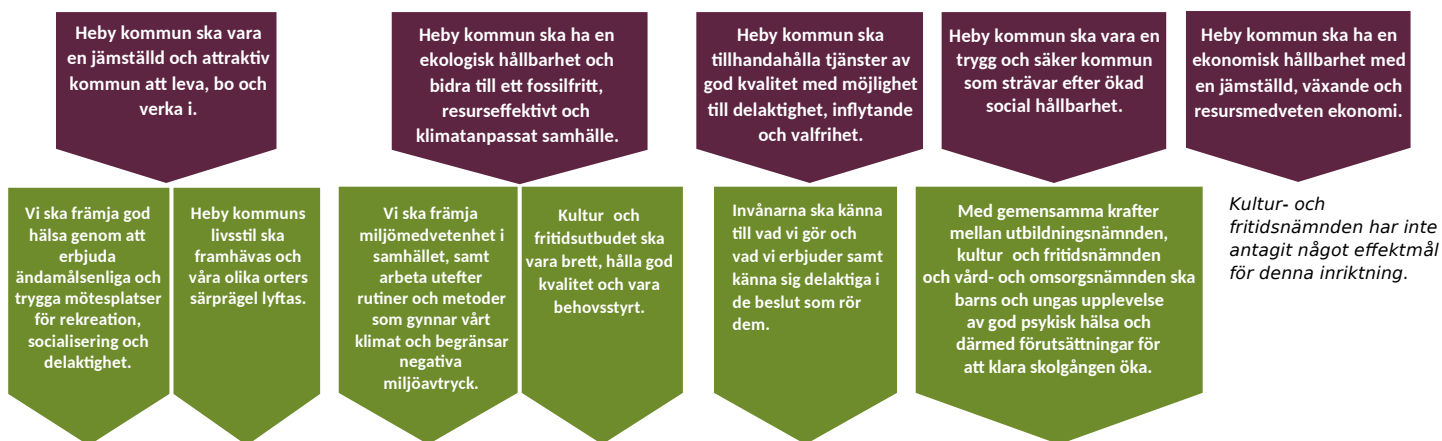 Heby kommun ska vara
en jämställd och attraktiv
kommun att leva, bo och
verka i.
Heby kommun ska ha en
ekologisk hållbarhet och
bidra till ett fossilfritt,
resurseffektivt och
klimatanpassat samhälle.
Heby kommun ska
tillhandahålla tjänster av
god kvalitet med möjlighet
till delaktighet, inflytande
och valfrihet.
Heby kommun ska vara en
trygg och säker kommun
som strävar efter ökad
social hållbarhet.
Heby kommun ska ha en
ekonomisk hållbarhet med
en jämställd, växande och
resursmedveten ekonomi.
Vi ska främja god
hälsa genom att
erbjuda
ändamålsenliga och
trygga mötesplatser
för rekreation,
socialisering och
delaktighet.
Heby kommuns
livsstil ska
framhävas och
våra olika orters
särprägel lyftas.
Vi ska främja
miljömedvetenhet i
samhället, samt
arbeta utefter
rutiner och metoder
som gynnar vårt
klimat och begränsar
negativa
miljöavtryck.
Kultur och
fritidsutbudet ska
vara brett, hålla god
kvalitet och vara
behovsstyrt.
Invånarna ska känna
till vad vi gör och
vad vi erbjuder samt
känna sig delaktiga i
de beslut som rör
dem.
Med gemensamma krafter
mellan utbildningsnämnden,
kultur och fritidsnämnden
och vård- och omsorgsnämnden ska
barns och ungas upplevelse
av god psykisk hälsa och
därmed förutsättningar för
att klara skolgången öka.
Kultur- och
fritidsnämnden har inte
antagit något effektmål
för denna inriktning.